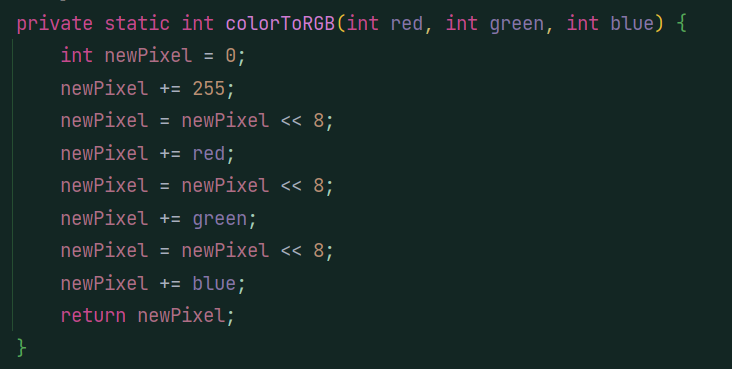 private static int colorToRGB(int red, int green, int blue) {
    int newPixel = 0;
    newPixel += 255;
    newPixel = newPixel << 8;
    newPixel += red;
    newPixel = newPixel << 8;
    newPixel += green;
    newPixel = newPixel << 8;
    newPixel += blue;
    return newPixel;
}